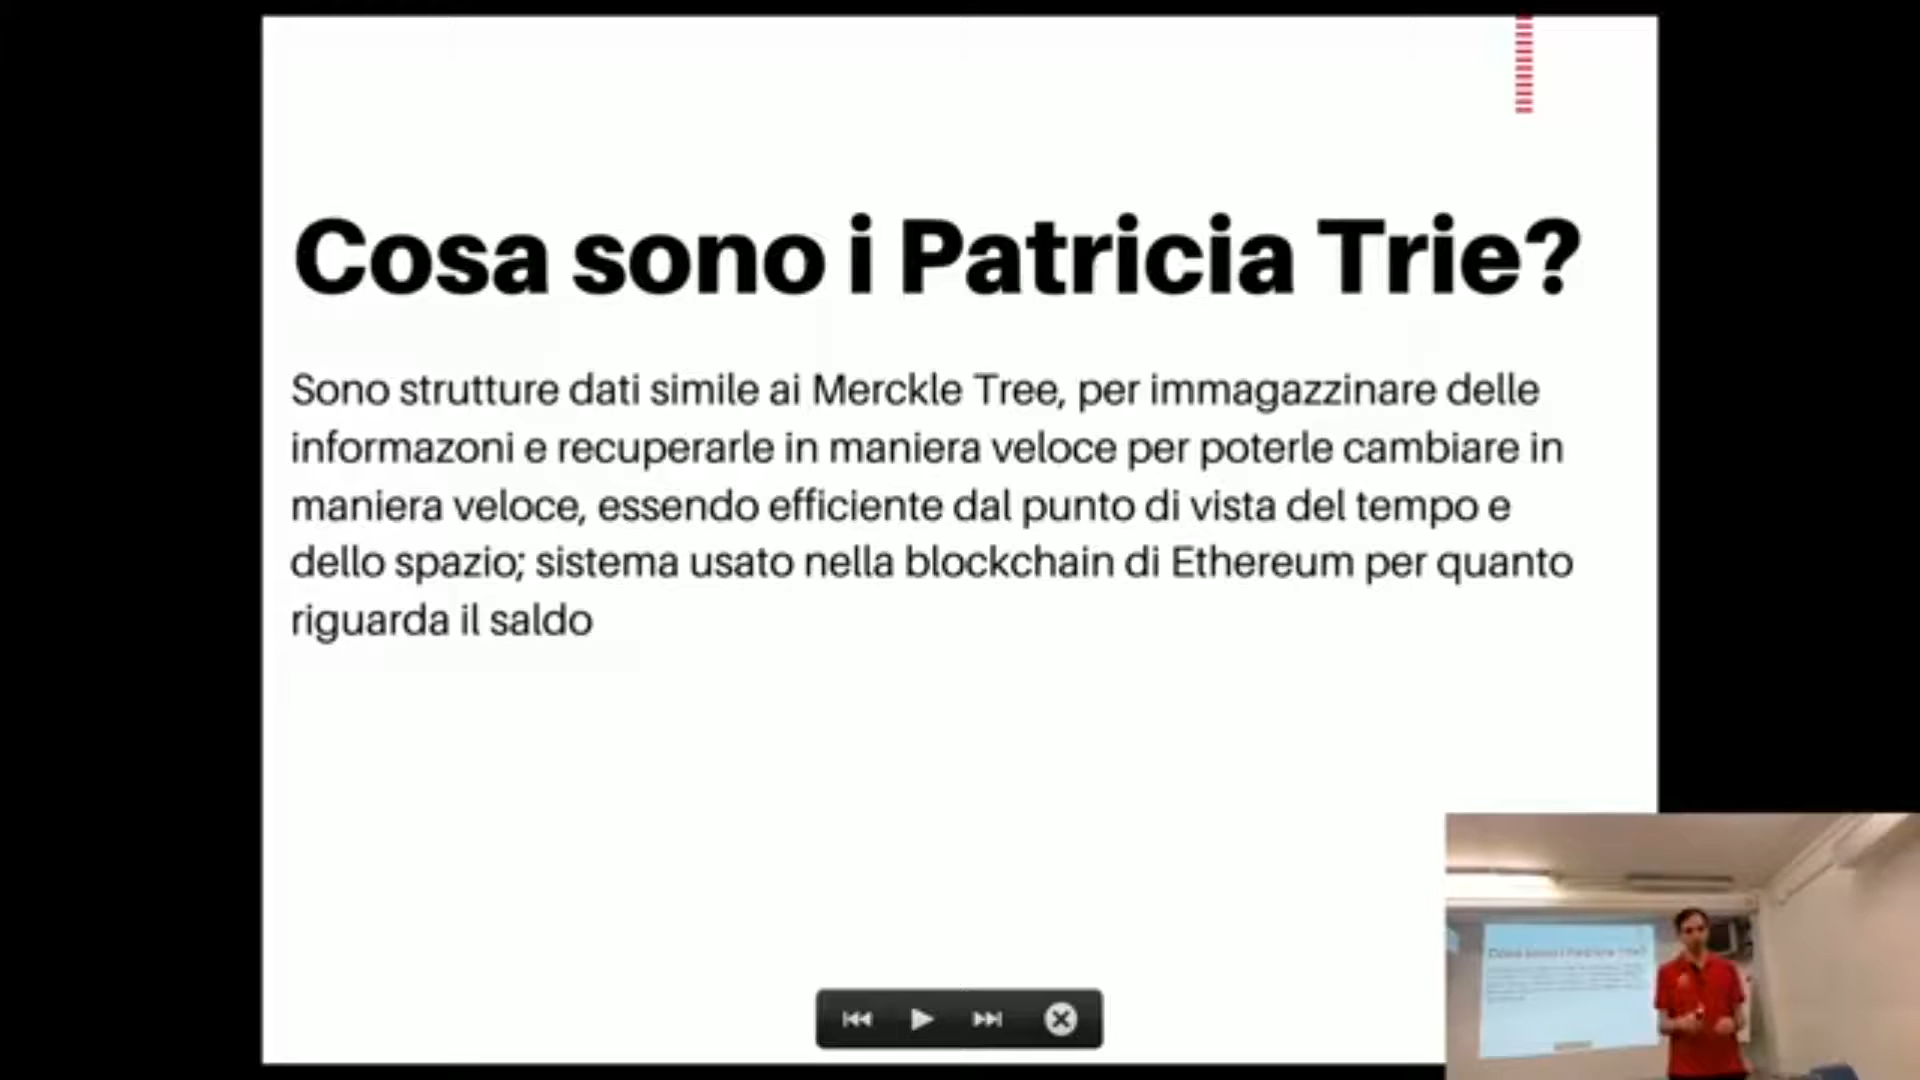 Cosa sono i Patricia Trie?
Sono strutture dati simile ai Merckle Tree, per immagazzinare delle
informazoni e recuperarle in maniera veloce per poterle cambiare in
maniera veloce, essendo efficiente dal punto di vista del tempo e
dello spazio; sistema usato nella blockchain di Ethereum per quanto
riguarda il saldo